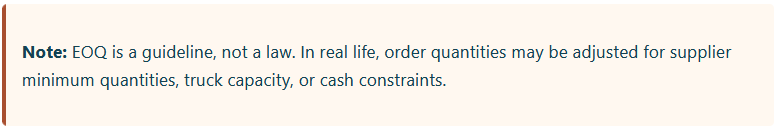 Note: EOQ is a guideline, not a law. In real life, order quantities may be adjusted for supplier
minimum quantities, truck capacity, or cash constraints.